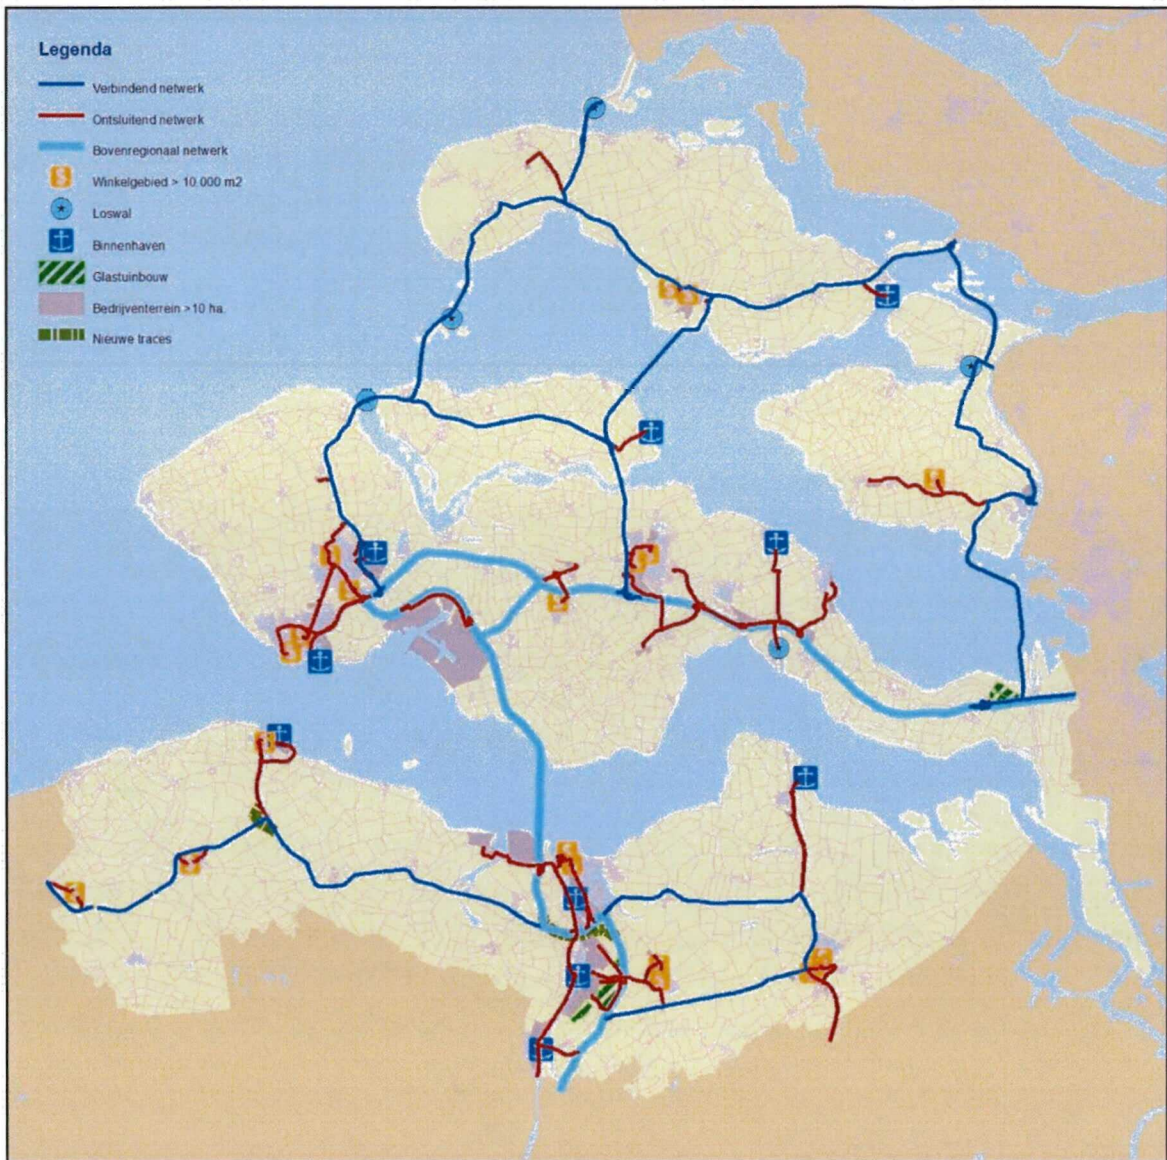 Legenda
Verbindend netwerk
Ontsluitend netwerk
Bovenregionaal netwerk
Winkelgebied > 10.000 m2
Loswal
Binnenhaven
Glastuinbouw
Bedrijventerrein >10 ha.
Nieuwe traces